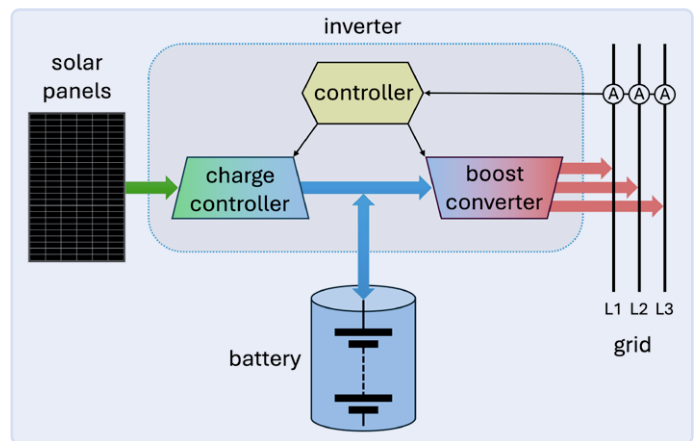 inverter
solar
panels
controller
A A A
charge
controller
boost
converter
L1 L2 L3
grid
battery